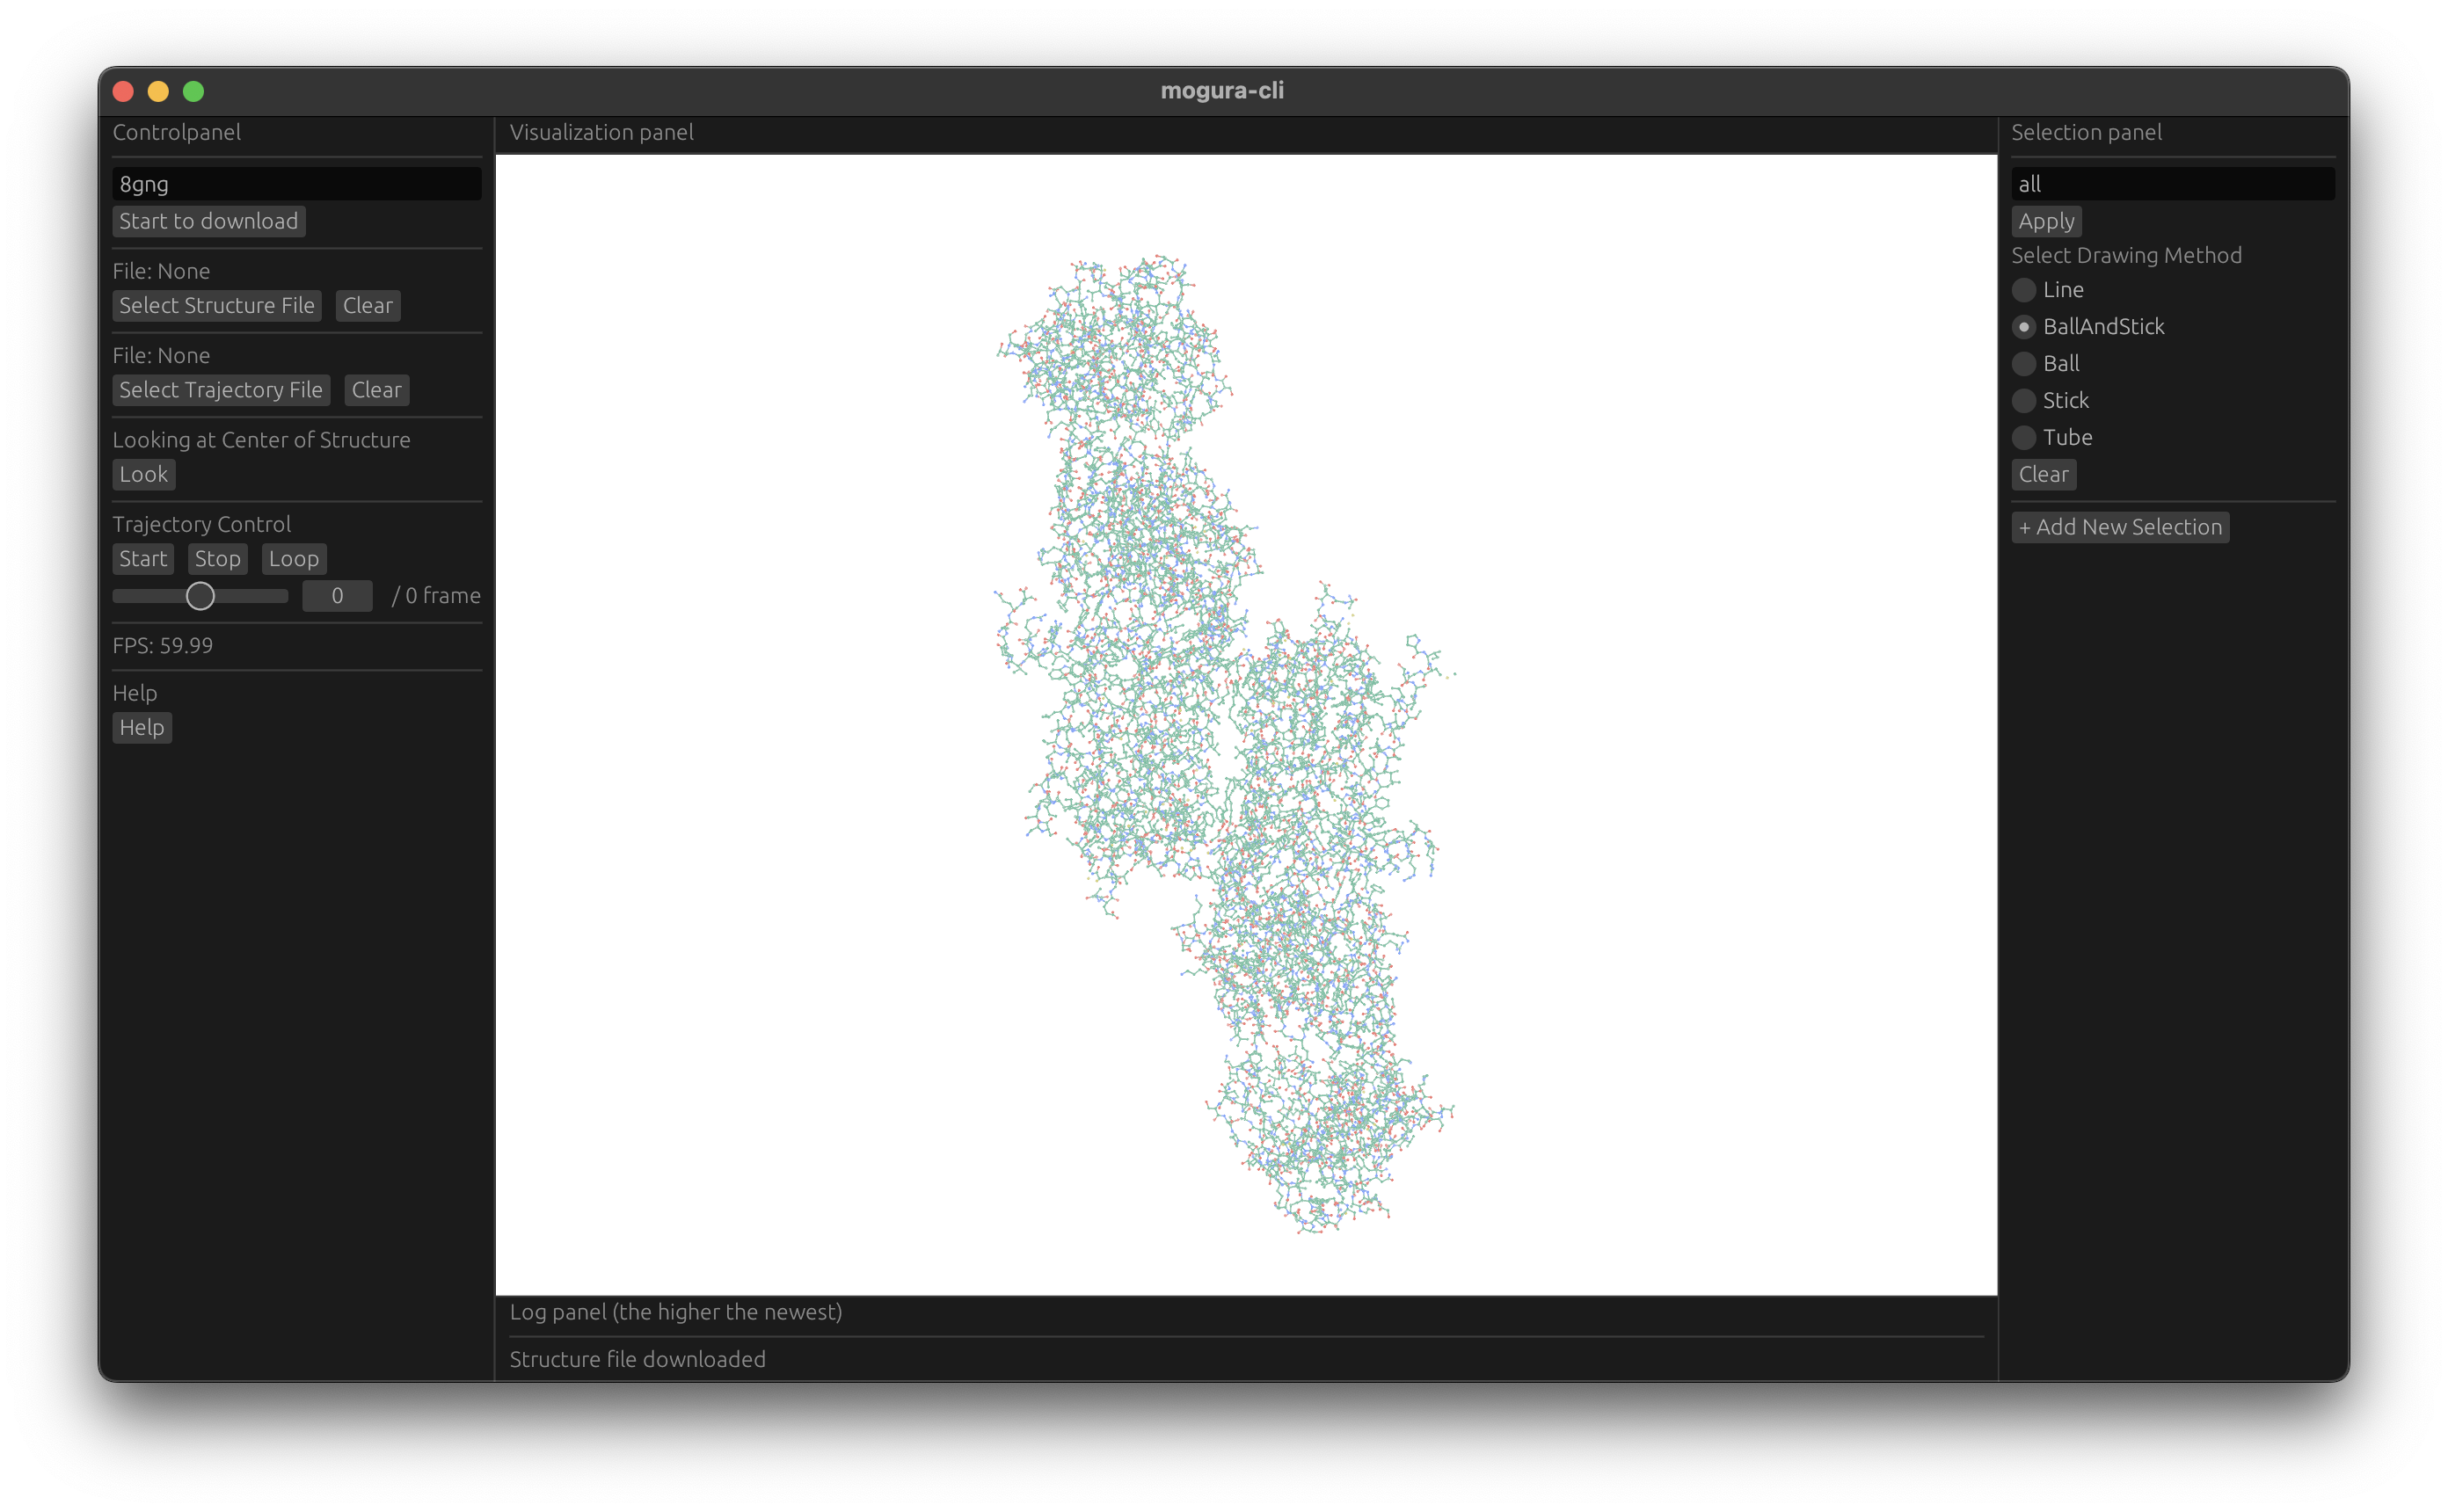 mogura-cli
Controlpanel
8gng
Start to download
File: None
Select Structure File Clear
File: None
Select Trajectory File Clear
Looking at Center of Structure
Look
Trajectory Control
Start Stop Loop
0 / 0 frame
FPS: 59.99
Help
Help
Visualization panel
Log panel (the higher the newest)
Structure file downloaded
Selection panel
all
Apply
Select Drawing Method
Line
BallAndStick
Ball
Stick
Tube
Clear
+ Add New Selection